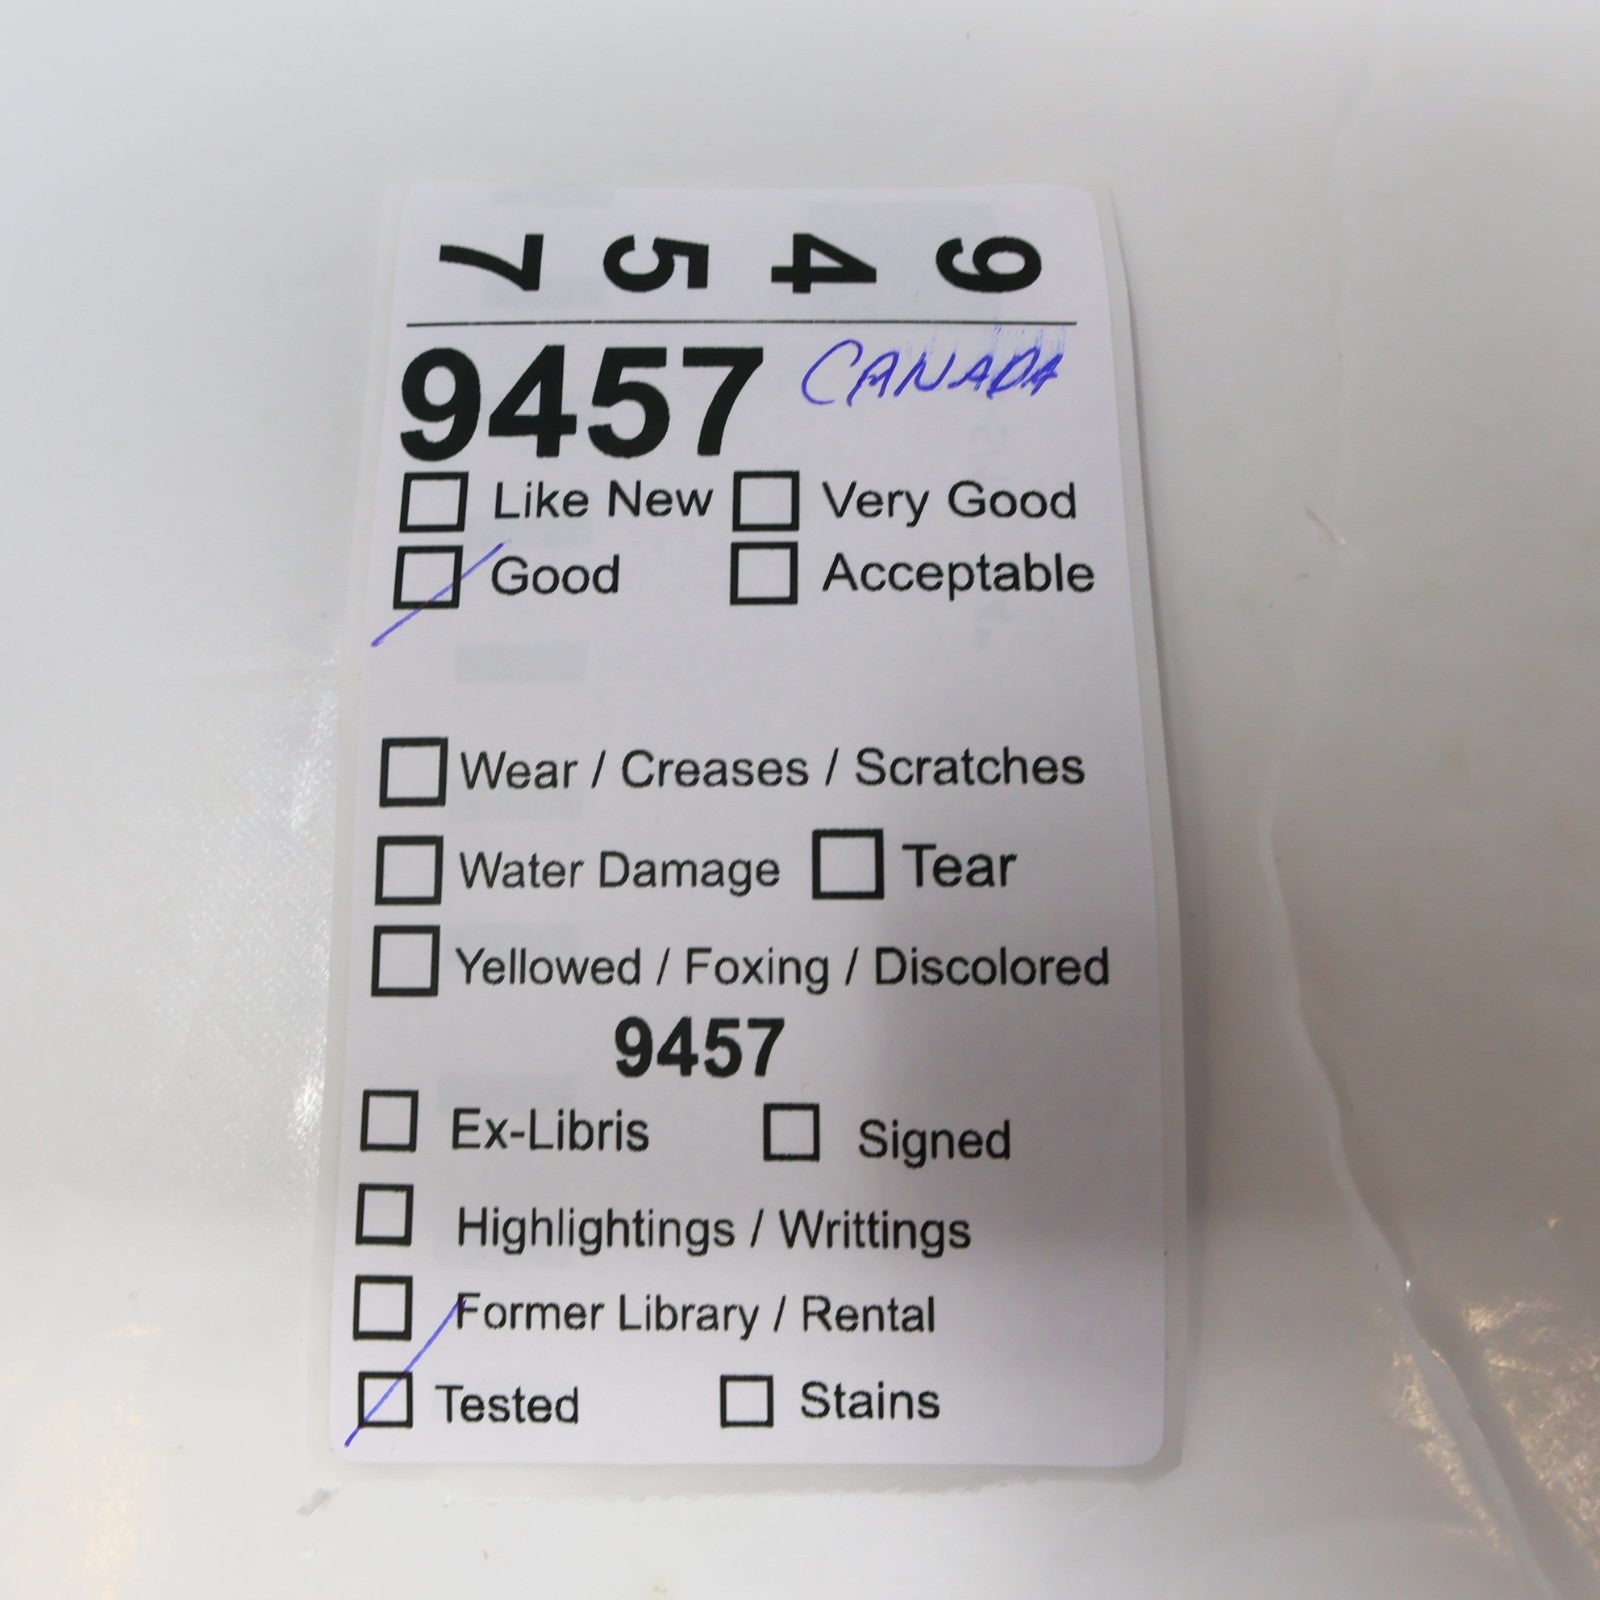 7 5 4 9
9457 CANADA
Like New Very Good
Good Acceptable
Wear / Creases / Scratches
Water Damage Tear
Yellowed / Foxing / Discolored
9457
Ex-Libris Signed
Highlightings / Writtings
Former Library / Rental
Tested Stains